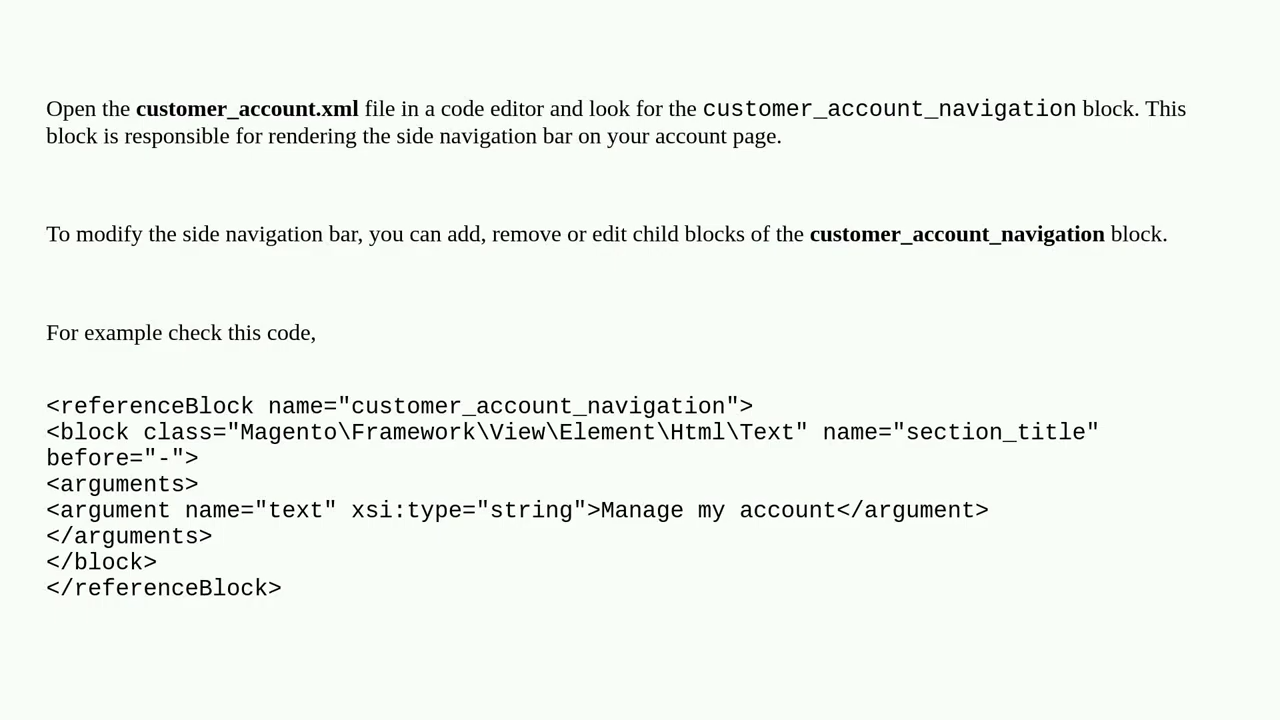 Open the customer_account.xml file in a code editor and look for the customer_account_navigation block. This
block is responsible for rendering the side navigation bar on your account page.
To modify the side navigation bar, you can add, remove or edit child blocks of the customer_account_navigation block.
For example check this code,
<referenceBlock name="customer_account_navigation">
<block class="Magento\Framework\View\Element\Html\Text" name="section_title"
before="-">
<arguments>
<argument name="text" xsi:type="string">Manage my account</argument>
</arguments>
</block>
</referenceBlock>